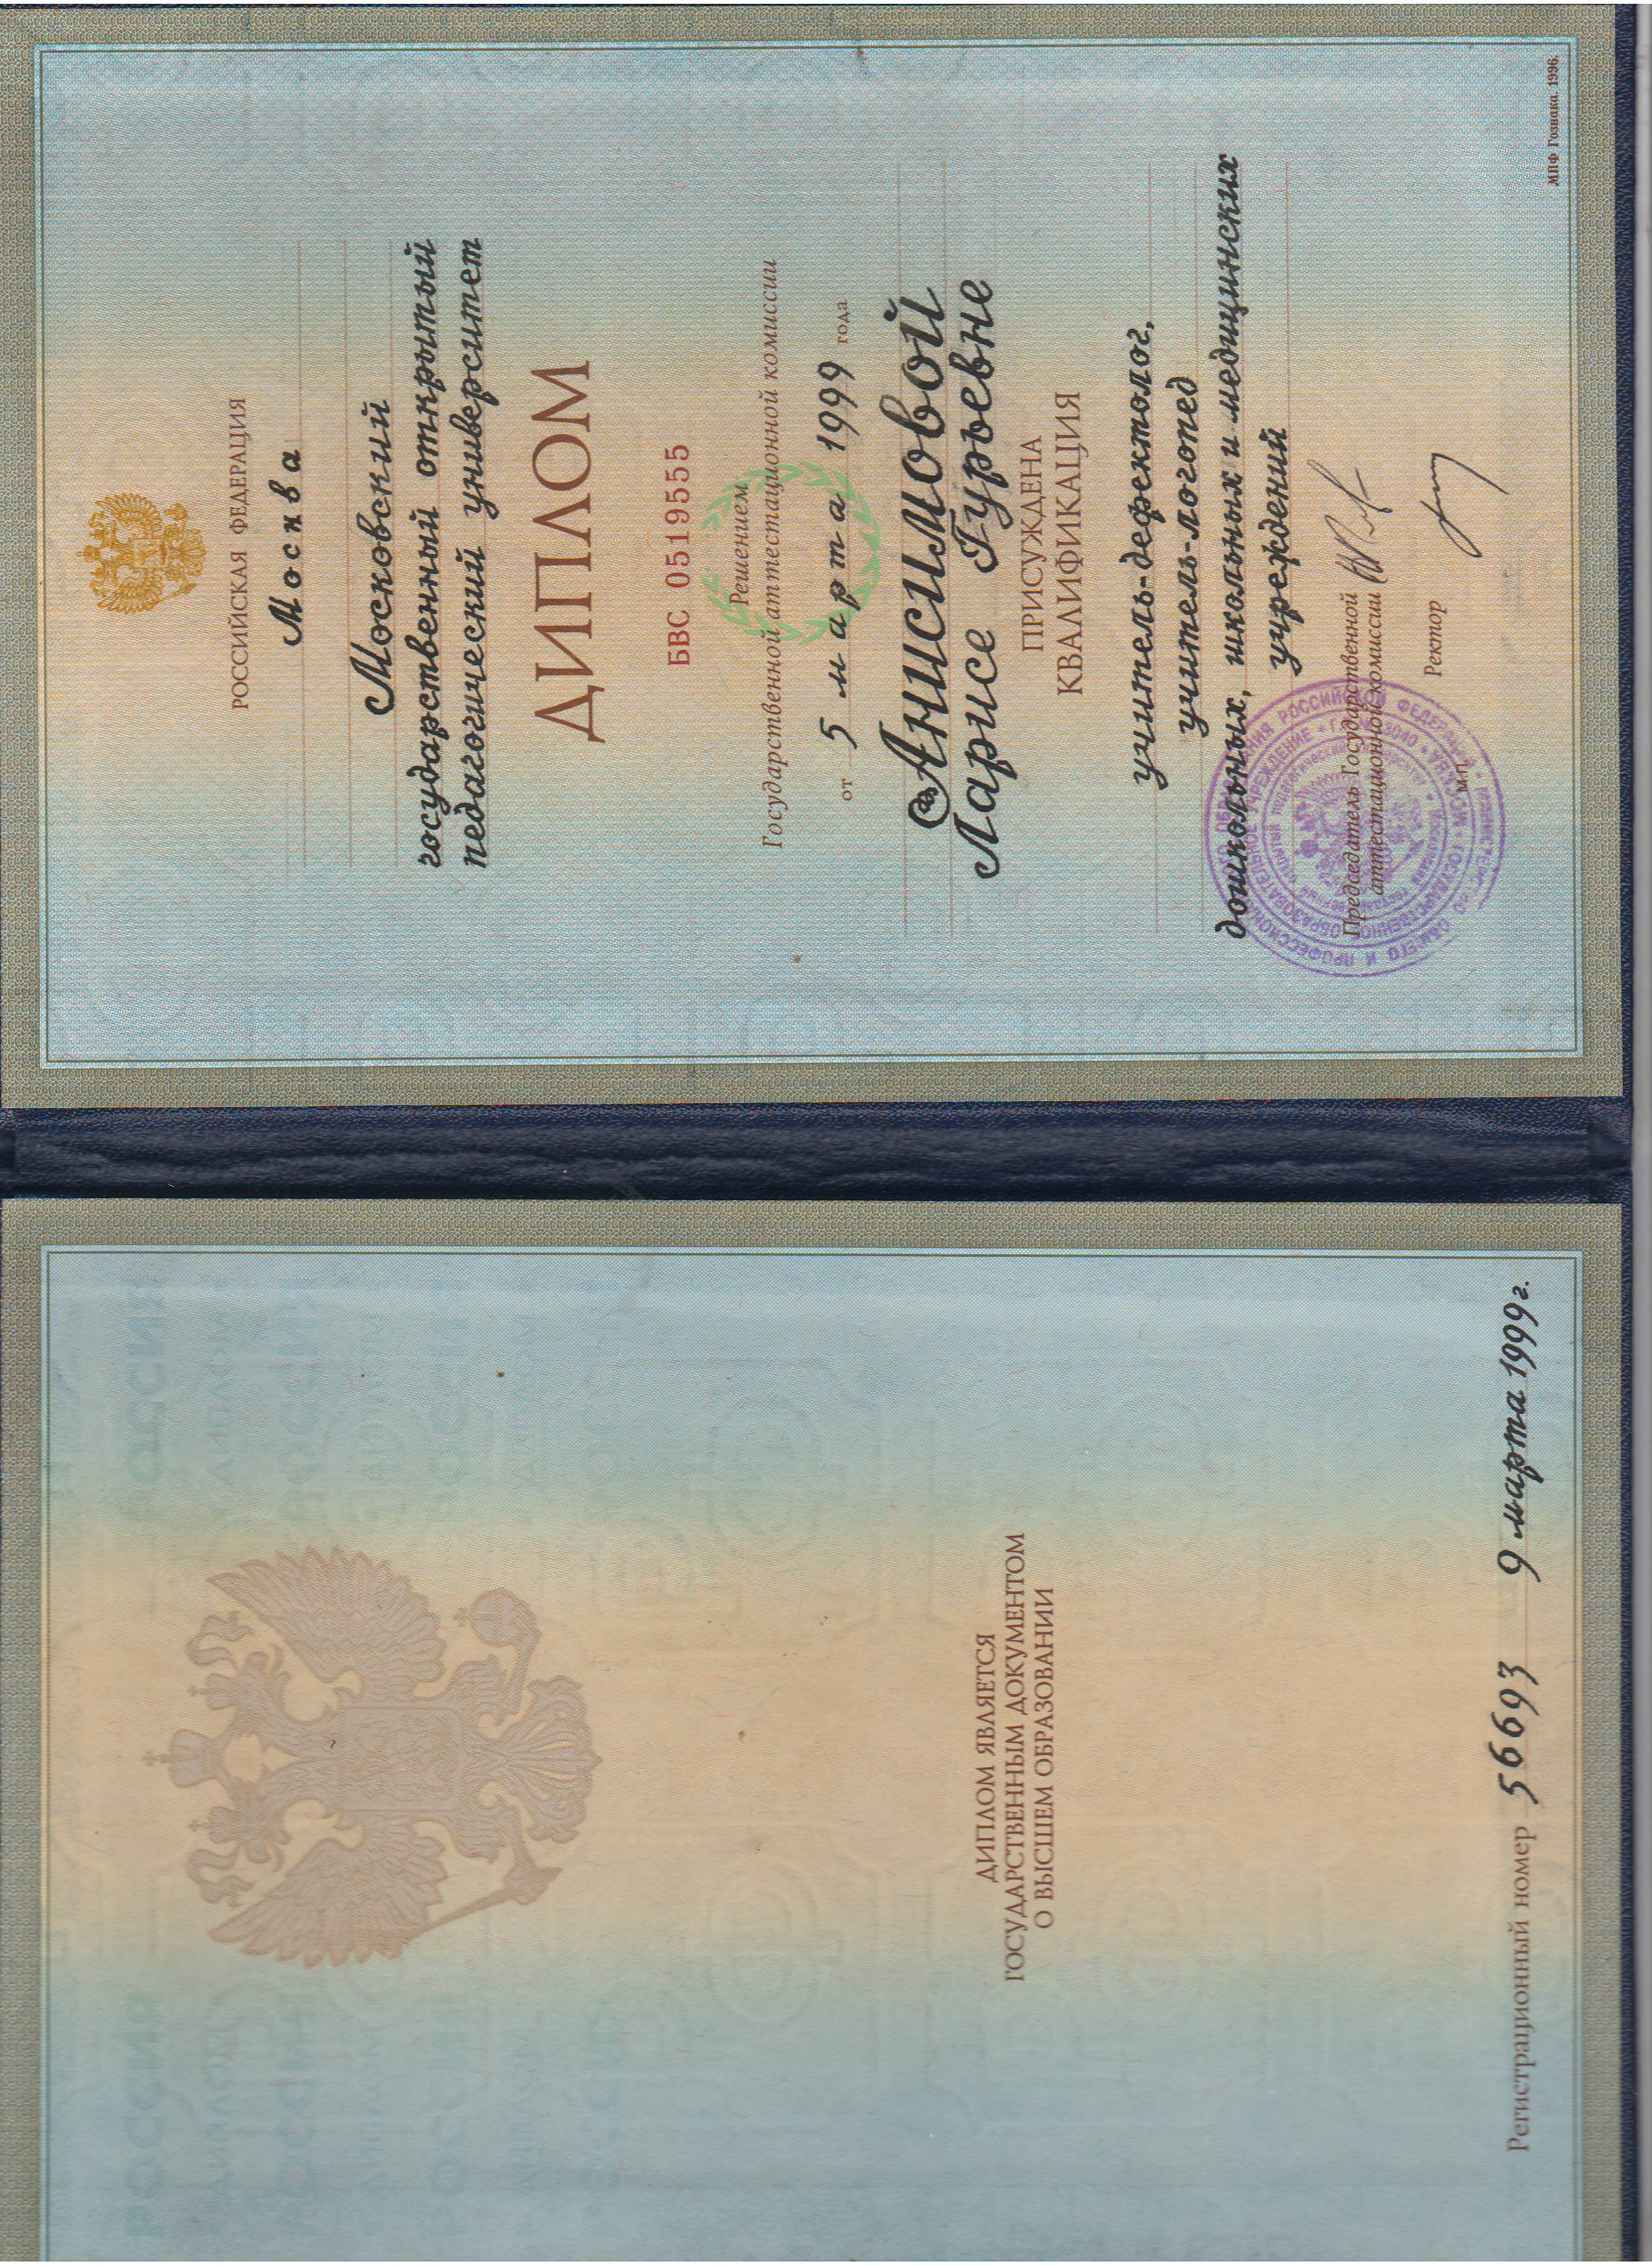 ДИПЛОМ ЯВЛЯЕТСЯ
ГОСУДАРСТВЕННЫМ ДОКУМЕНТОМ
О ВЫСШЕМ ОБРАЗОВАНИИ
Регистрационный номер 56693 9 марта 1999 г.
РОССИЙСКАЯ ФЕДЕРАЦИЯ
Москва
Московский
государственный открытый
педагогический университет
ДИПЛОМ
БВС 0519555
Решением
Государственной аттестационной комиссии
от 5 марта 1999 года
Анисимовой
Ларисе Гурьевне
ПРИСУЖДЕНА
КВАЛИФИКАЦИЯ
учитель-дефектолог,
учитель-логопед
дошкольных, школьных и медицинских
учреждений
Председатель Государственной
аттестационной комиссии
Ректор
М.П.
МПФ Гознака. 1996.